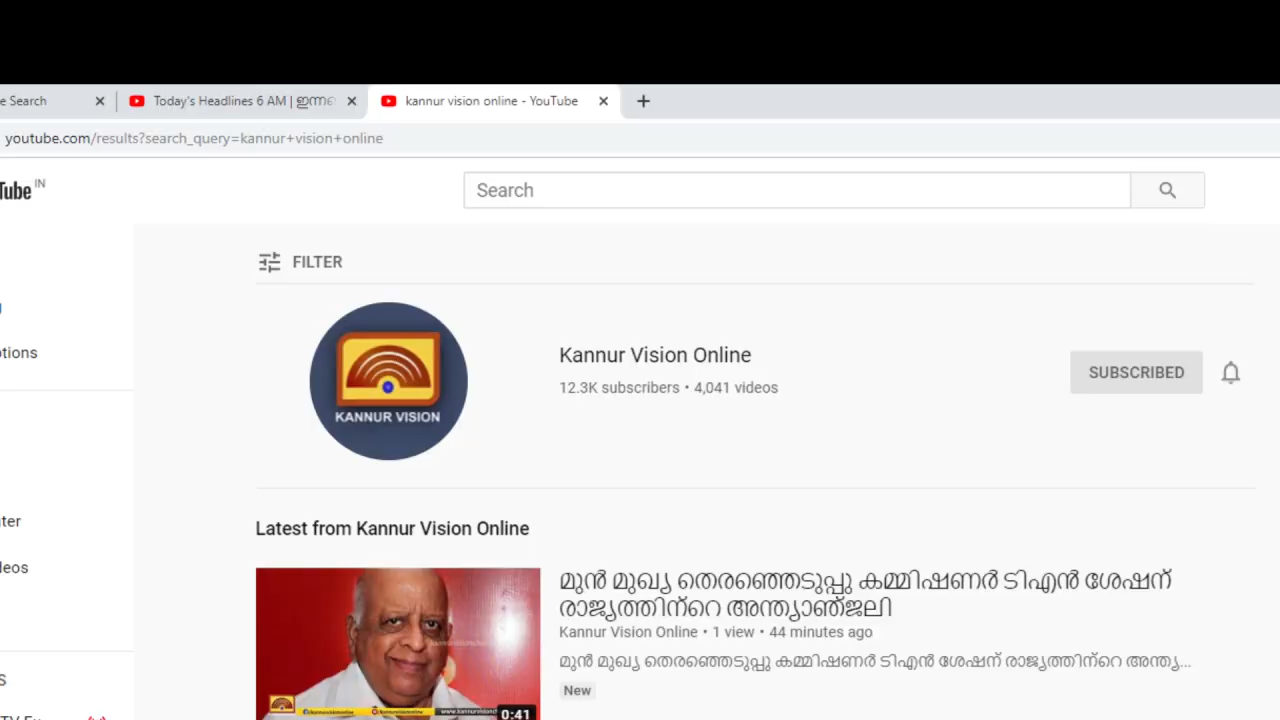 e Search
Today's Headlines 6 AM | ഇന്നത്
kannur vision online - YouTube
youtube.com/results?search_query=kannur+vision+online
Tube IN
Search
FILTER
KANNUR VISION
Kannur Vision Online
12.3K subscribers • 4,041 videos
SUBSCRIBED
otions
Latest from Kannur Vision Online
മുൻ മുഖ്യ തെരഞ്ഞെടുപ്പു കമ്മിഷണർ ടിഎൻ ശേഷന്
രാജ്യത്തിന്റെ അന്ത്യാഞ്ജലി
Kannur Vision Online • 1 view • 44 minutes ago
മുൻ മുഖ്യ തെരഞ്ഞെടുപ്പു കമ്മിഷണർ ടിഎൻ ശേഷന് രാജ്യത്തിന്റെ അന്ത്യ...
New
0:41